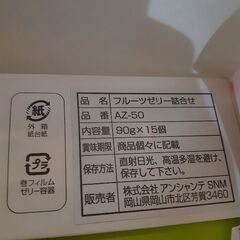 紙
外箱
紙台紙
プラ
巻フィルム
ゼリー容器
品名 フルーツゼリー詰合せ
品番 AZ-50
内容量 90g×15個
賞味期限 商品個々に記載
保存方法 直射日光、高温多湿を避け、
保存して下さい。
販売者 株式会社 アンシャンテ SNM
岡山県岡山市北区芳賀3460